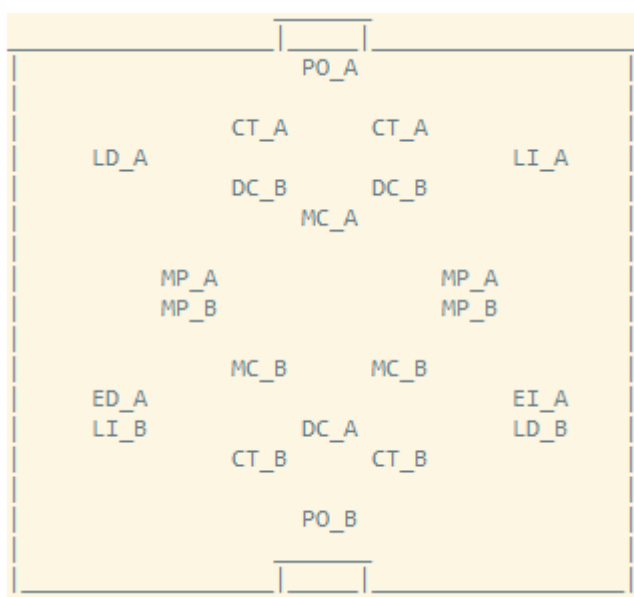 PO_A
CT_A CT_A
LD_A LI_A
DC_B DC_B
MC_A
MP_A MP_A
MP_B MP_B
MC_B MC_B
ED_A EI_A
LI_B DC_A LD_B
CT_B CT_B
PO_B